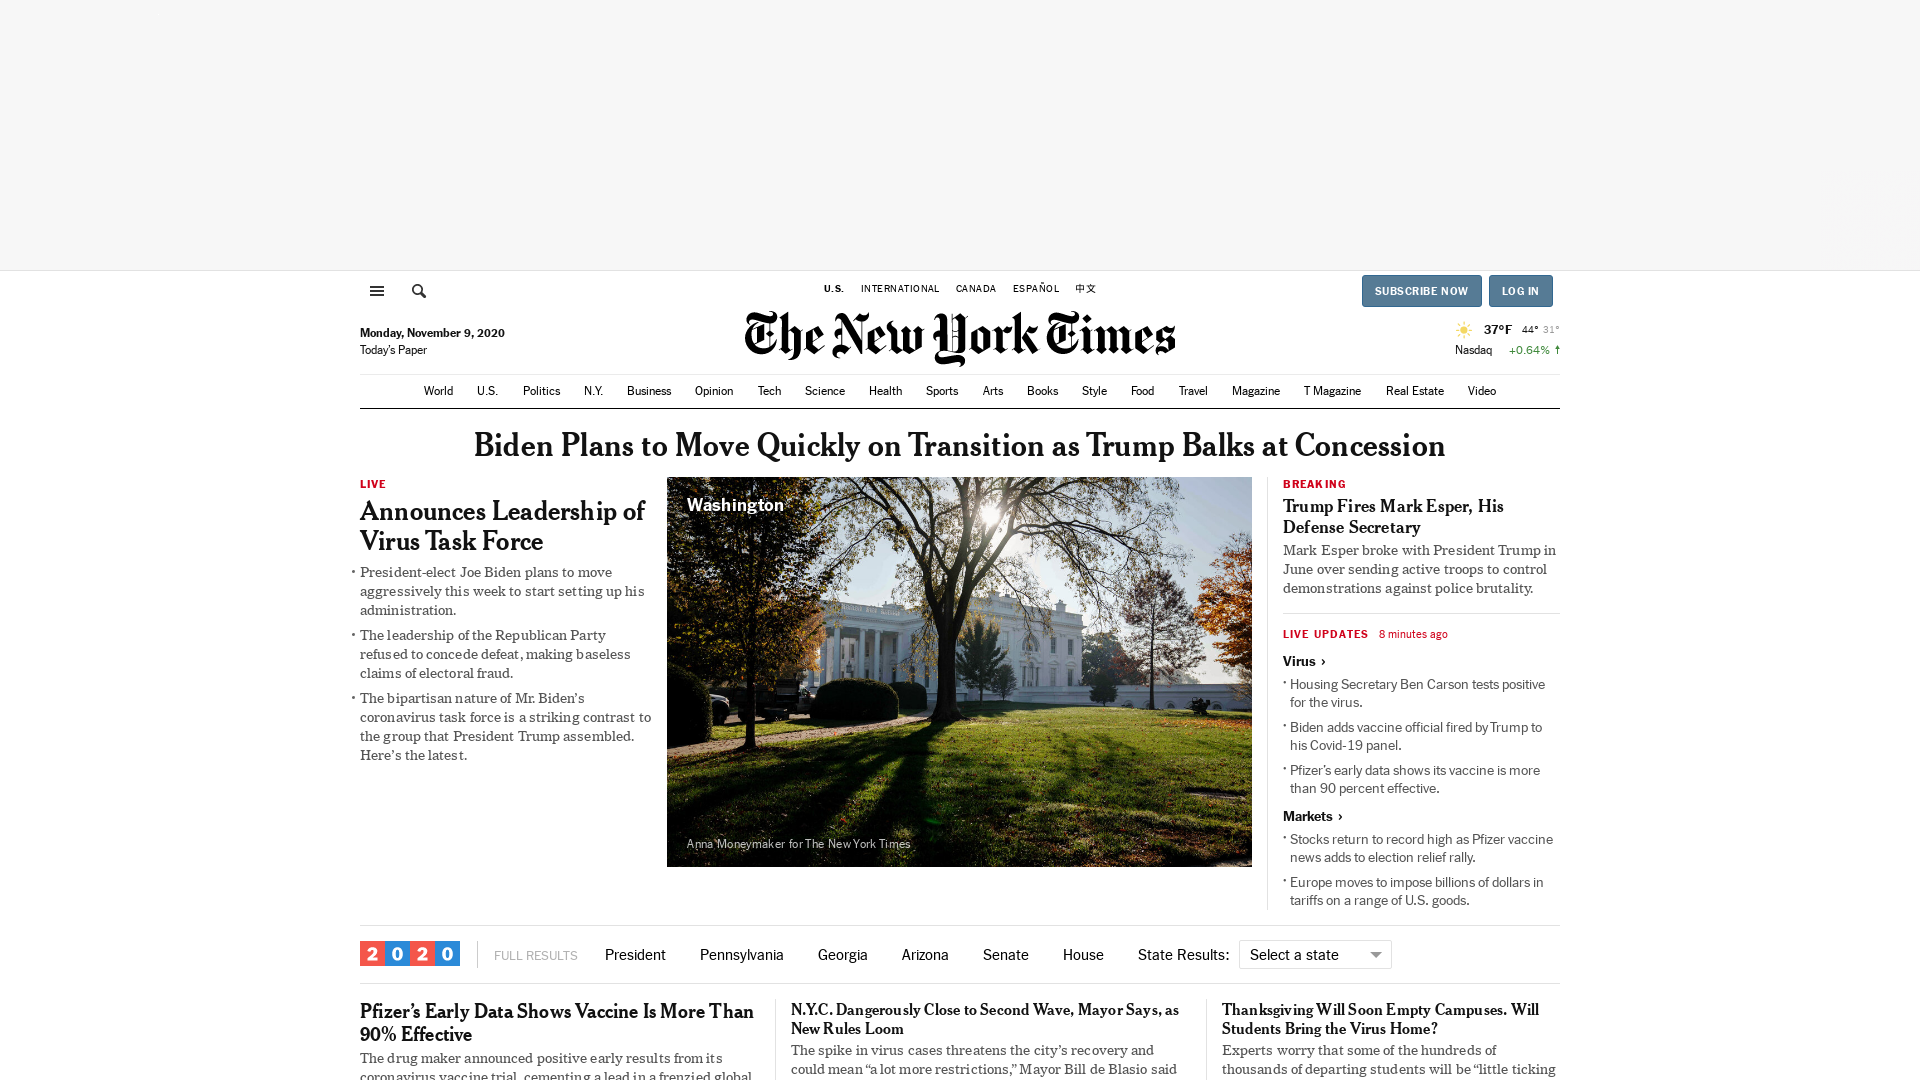 U.S. INTERNATIONAL CANADA ESPAÑOL 中文
SUBSCRIBE NOW LOG IN
Monday, November 9, 2020
Today's Paper
The New York Times
37°F 44° 31°
Nasdaq +0.64% ↑
World U.S. Politics N.Y. Business Opinion Tech Science Health Sports Arts Books Style Food Travel Magazine T Magazine Real Estate Video
Biden Plans to Move Quickly on Transition as Trump Balks at Concession
LIVE
Announces Leadership of
Virus Task Force
• President-elect Joe Biden plans to move
aggressively this week to start setting up his
administration.
• The leadership of the Republican Party
refused to concede defeat, making baseless
claims of electoral fraud.
• The bipartisan nature of Mr. Biden’s
coronavirus task force is a striking contrast to
the group that President Trump assembled.
Here’s the latest.
Washington
Anna Moneymaker for The New York Times
BREAKING
Trump Fires Mark Esper, His
Defense Secretary
Mark Esper broke with President Trump in
June over sending active troops to control
demonstrations against police brutality.
LIVE UPDATES 8 minutes ago
Virus ›
• Housing Secretary Ben Carson tests positive
for the virus.
• Biden adds vaccine official fired by Trump to
his Covid-19 panel.
• Pfizer’s early data shows its vaccine is more
than 90 percent effective.
Markets ›
• Stocks return to record high as Pfizer vaccine
news adds to election relief rally.
• Europe moves to impose billions of dollars in
tariffs on a range of U.S. goods.
2020 FULL RESULTS President Pennsylvania Georgia Arizona Senate House State Results: Select a state
Pfizer’s Early Data Shows Vaccine Is More Than
90% Effective
The drug maker announced positive early results from its
coronavirus vaccine trial, cementing a lead in a frenzied global
N.Y.C. Dangerously Close to Second Wave, Mayor Says, as
New Rules Loom
The spike in virus cases threatens the city’s recovery and
could mean “a lot more restrictions,” Mayor Bill de Blasio said
Thanksgiving Will Soon Empty Campuses. Will
Students Bring the Virus Home?
Experts worry that some of the hundreds of
thousands of departing students will be “little ticking